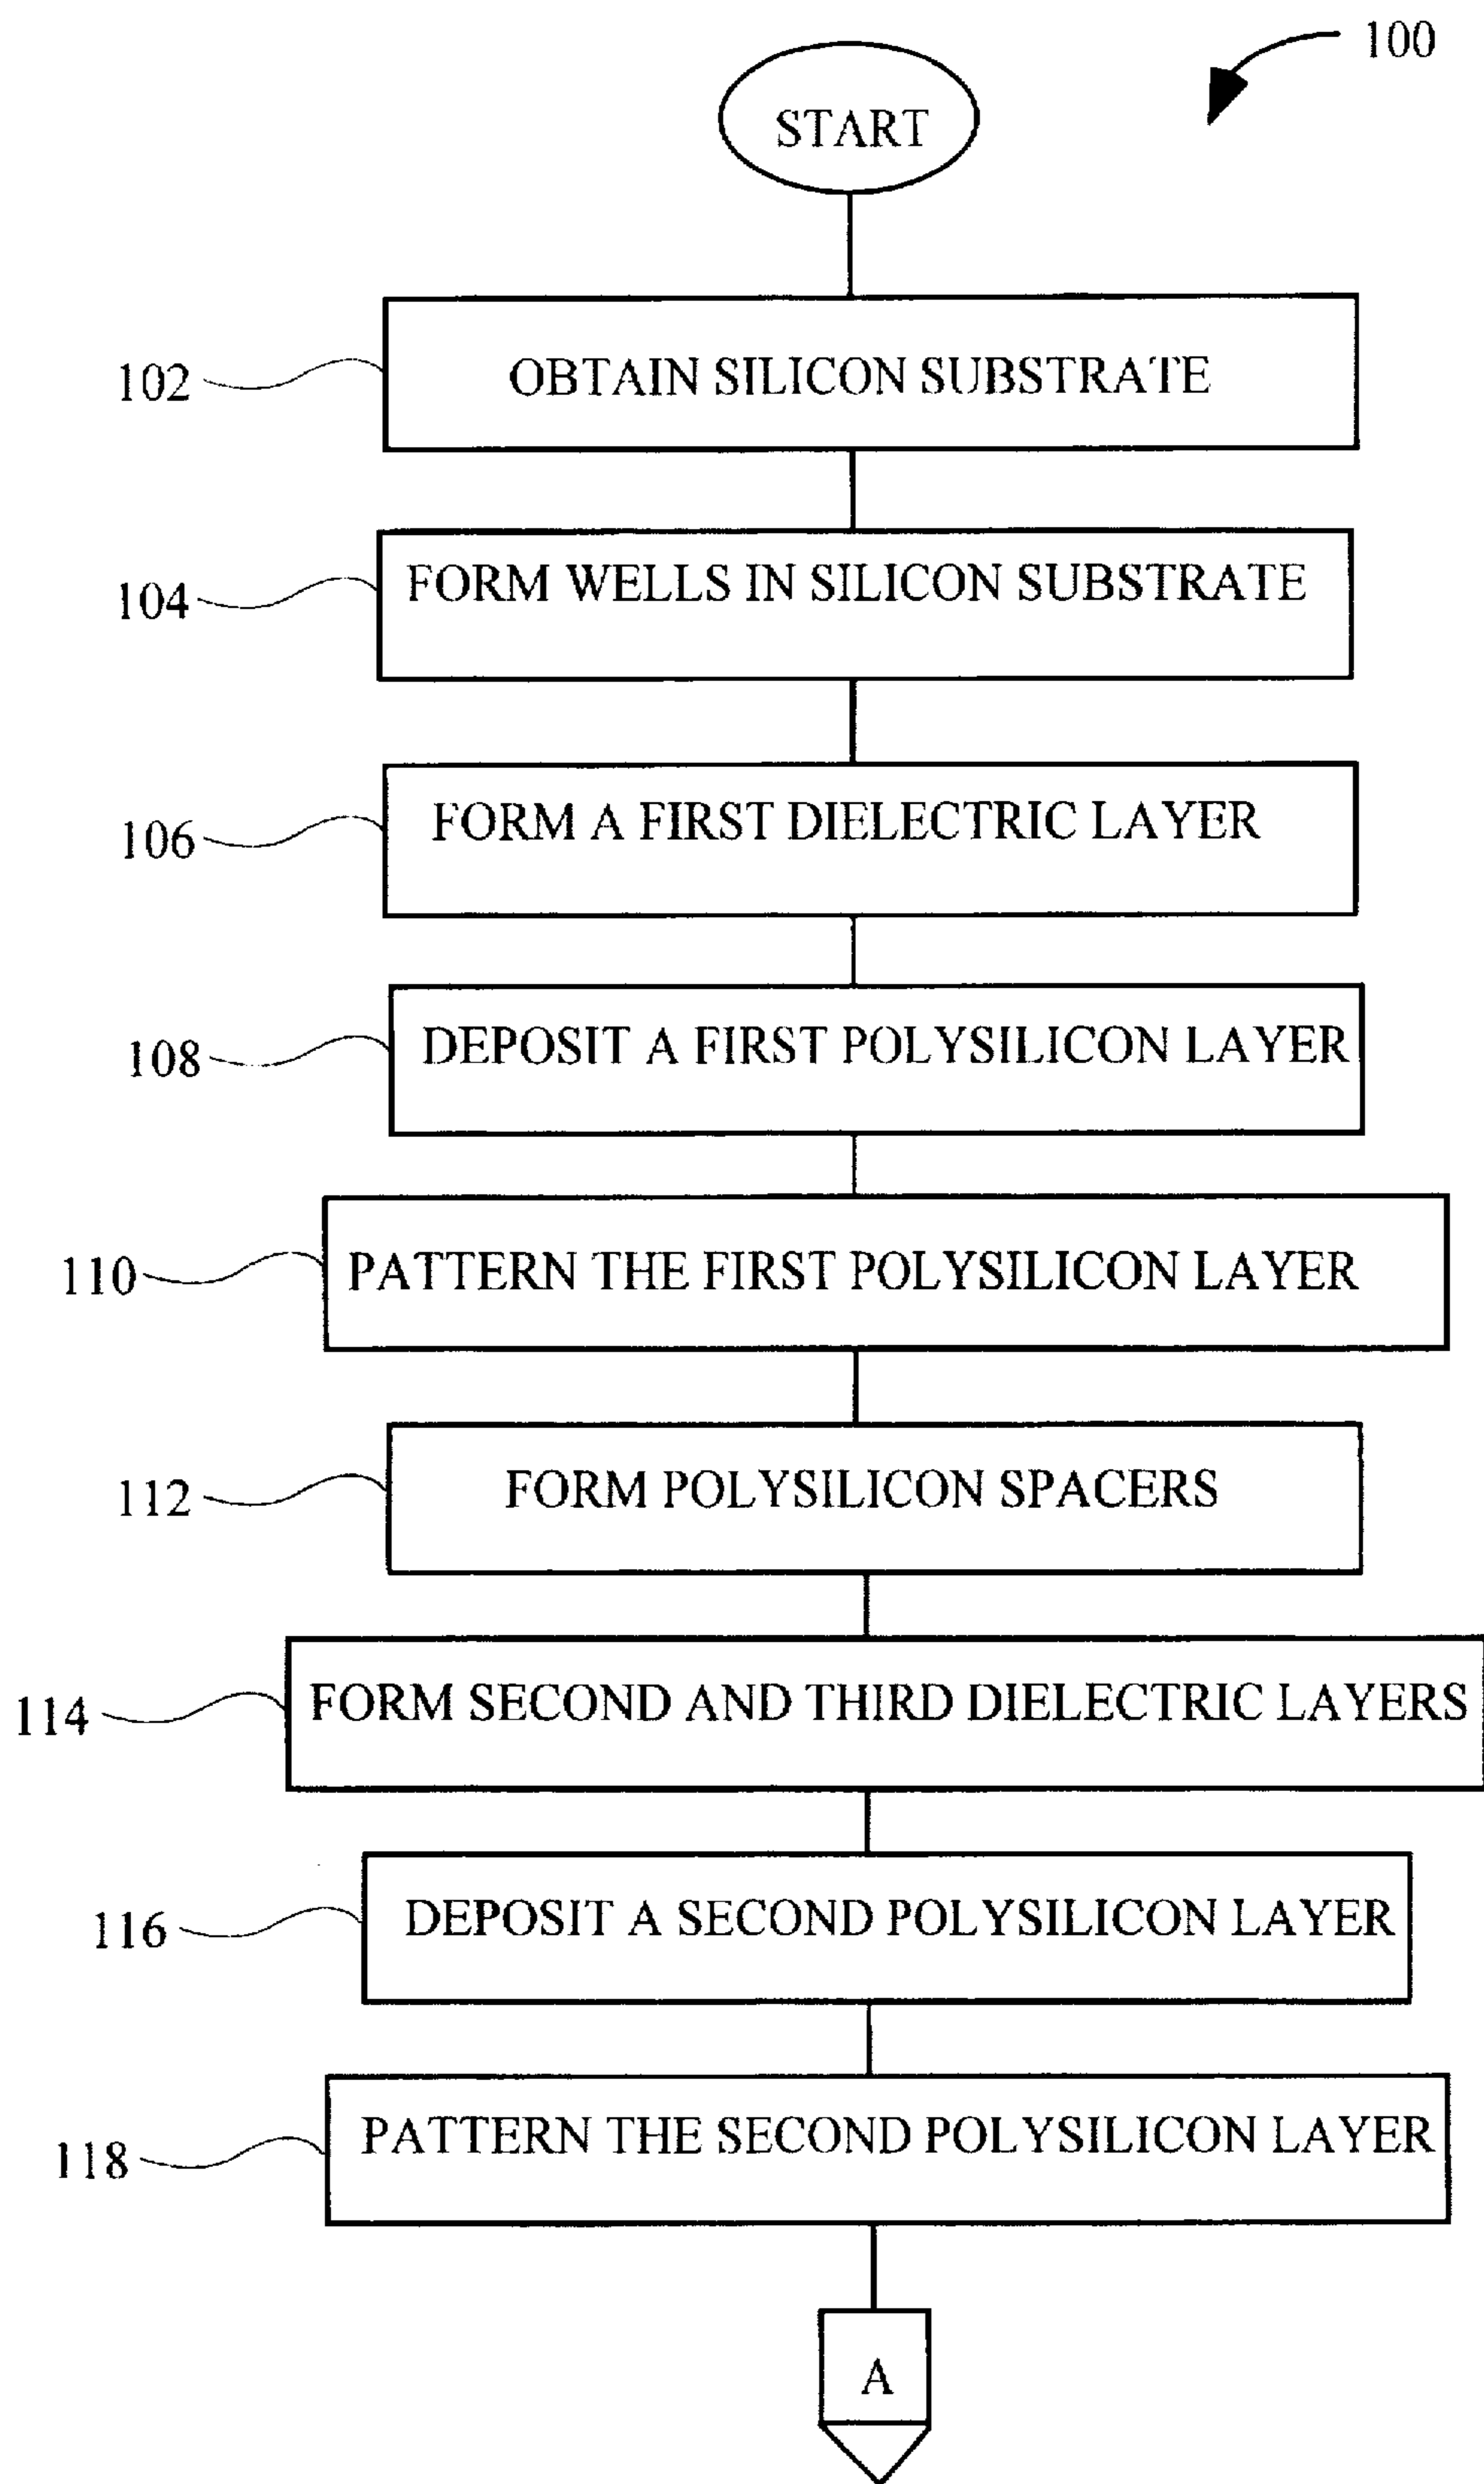 100
START
102 OBTAIN SILICON SUBSTRATE
104 FORM WELLS IN SILICON SUBSTRATE
106 FORM A FIRST DIELECTRIC LAYER
108 DEPOSIT A FIRST POLYSILICON LAYER
110 PATTERN THE FIRST POLYSILICON LAYER
112 FORM POLYSILICON SPACERS
114 FORM SECOND AND THIRD DIELECTRIC LAYERS
116 DEPOSIT A SECOND POLYSILICON LAYER
118 PATTERN THE SECOND POLYSILICON LAYER
A